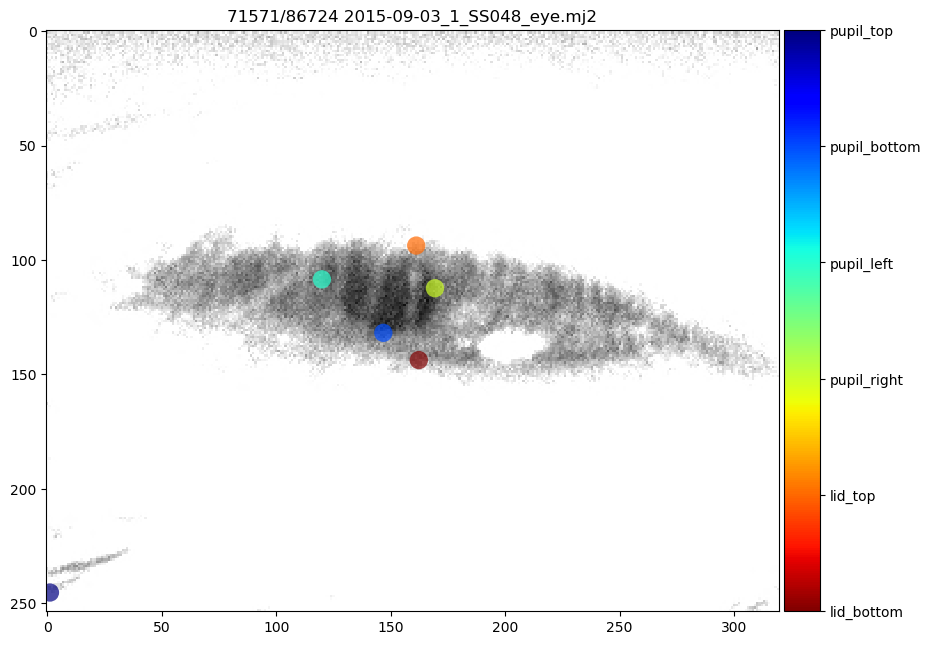 71571/86724 2015-09-03_1_SS048_eye.mj2
0
50
100
150
200
250
0 50 100 150 200 250 300
pupil_top
pupil_bottom
pupil_left
pupil_right
lid_top
lid_bottom